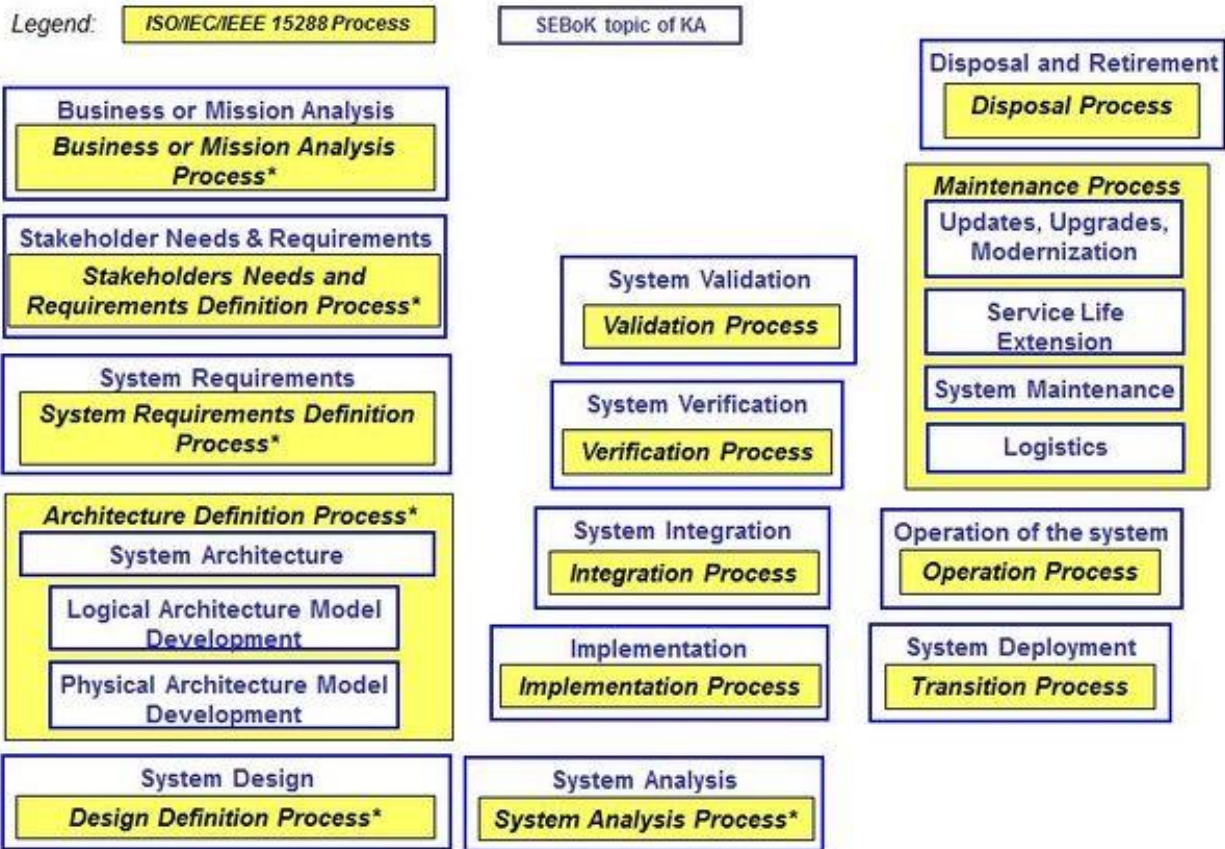 Legend:
ISO/IEC/IEEE 15288 Process
SEBoK topic of KA
Business or Mission Analysis
Business or Mission Analysis
Process*
Stakeholder Needs & Requirements
Stakeholders Needs and
Requirements Definition Process*
System Requirements
System Requirements Definition
Process*
Architecture Definition Process*
System Architecture
Logical Architecture Model
Development
Physical Architecture Model
Development
System Design
Design Definition Process*
System Validation
Validation Process
System Verification
Verification Process
System Integration
Integration Process
Implementation
Implementation Process
System Analysis
System Analysis Process*
Disposal and Retirement
Disposal Process
Maintenance Process
Updates, Upgrades,
Modernization
Service Life
Extension
System Maintenance
Logistics
Operation of the system
Operation Process
System Deployment
Transition Process